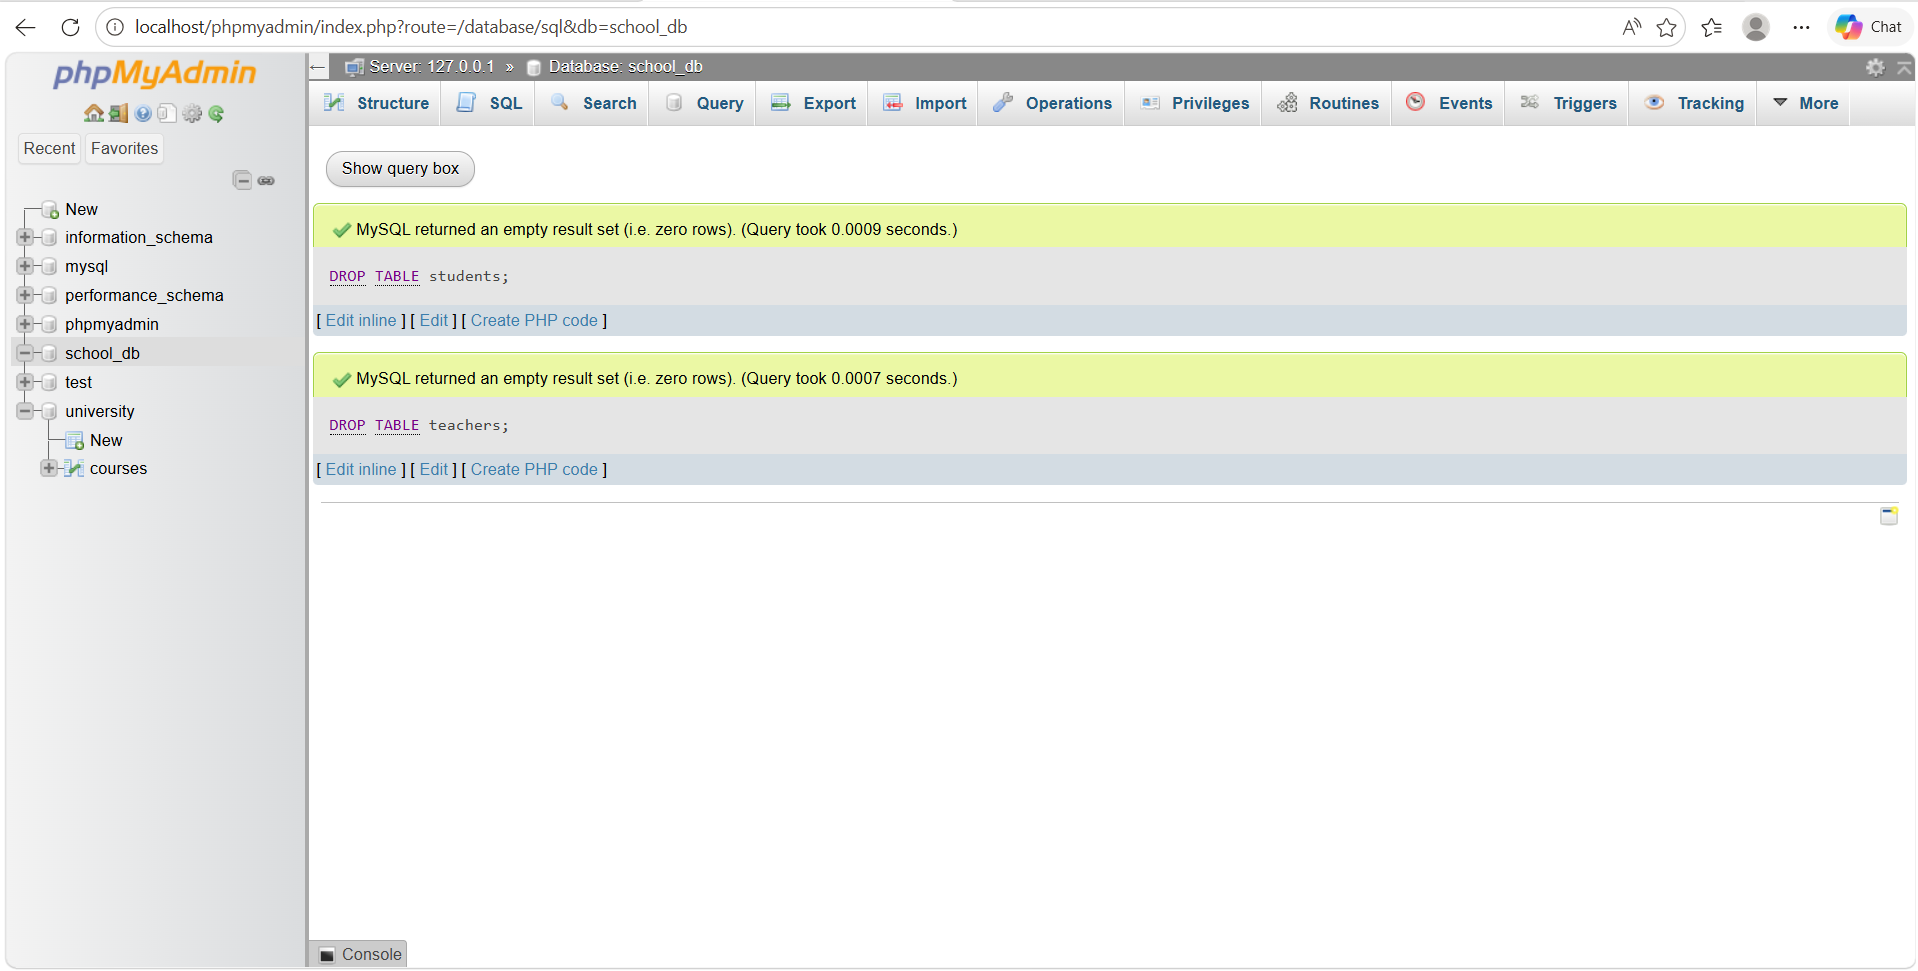 localhost/phpmyadmin/index.php?route=/database/sql&db=school_db
Chat
phpMyAdmin
Recent
Favorites
New
information_schema
mysql
performance_schema
phpmyadmin
school_db
test
university
New
courses
Server: 127.0.0.1 » Database: school_db
Structure SQL Search Query Export Import Operations Privileges Routines Events Triggers Tracking More
Show query box
MySQL returned an empty result set (i.e. zero rows). (Query took 0.0009 seconds.)
DROP TABLE students;
[ Edit inline ] [ Edit ] [ Create PHP code ]
MySQL returned an empty result set (i.e. zero rows). (Query took 0.0007 seconds.)
DROP TABLE teachers;
[ Edit inline ] [ Edit ] [ Create PHP code ]
Console